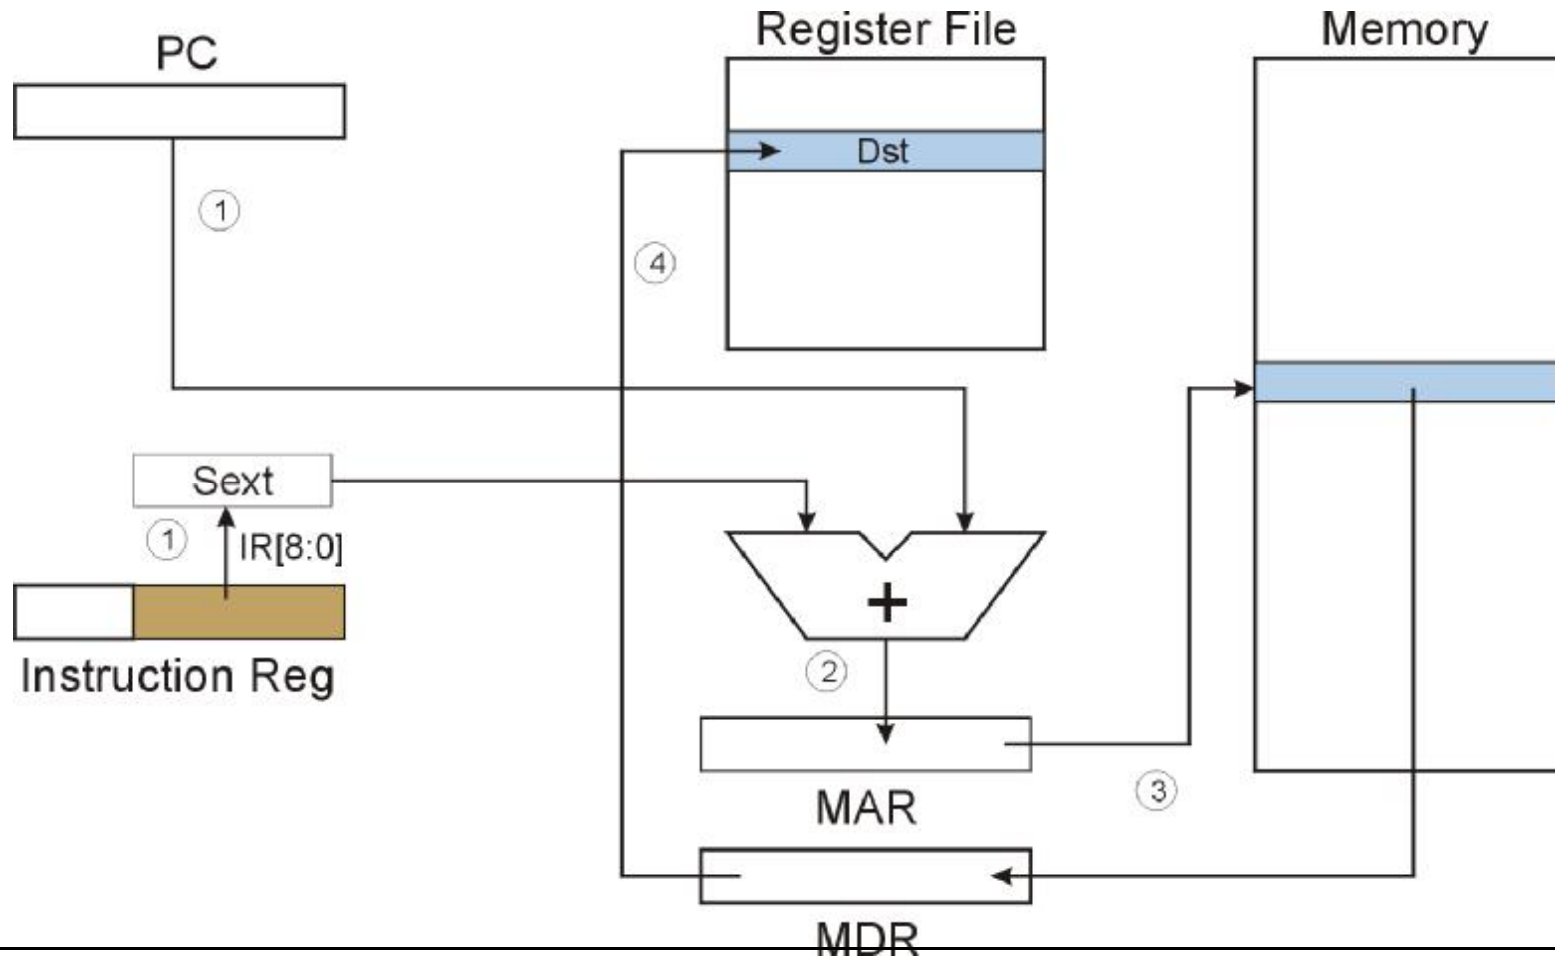 PC
Register File
Memory
Dst
1
4
Sext
1
IR[8:0]
+
Instruction Reg
2
MAR
3
MDR